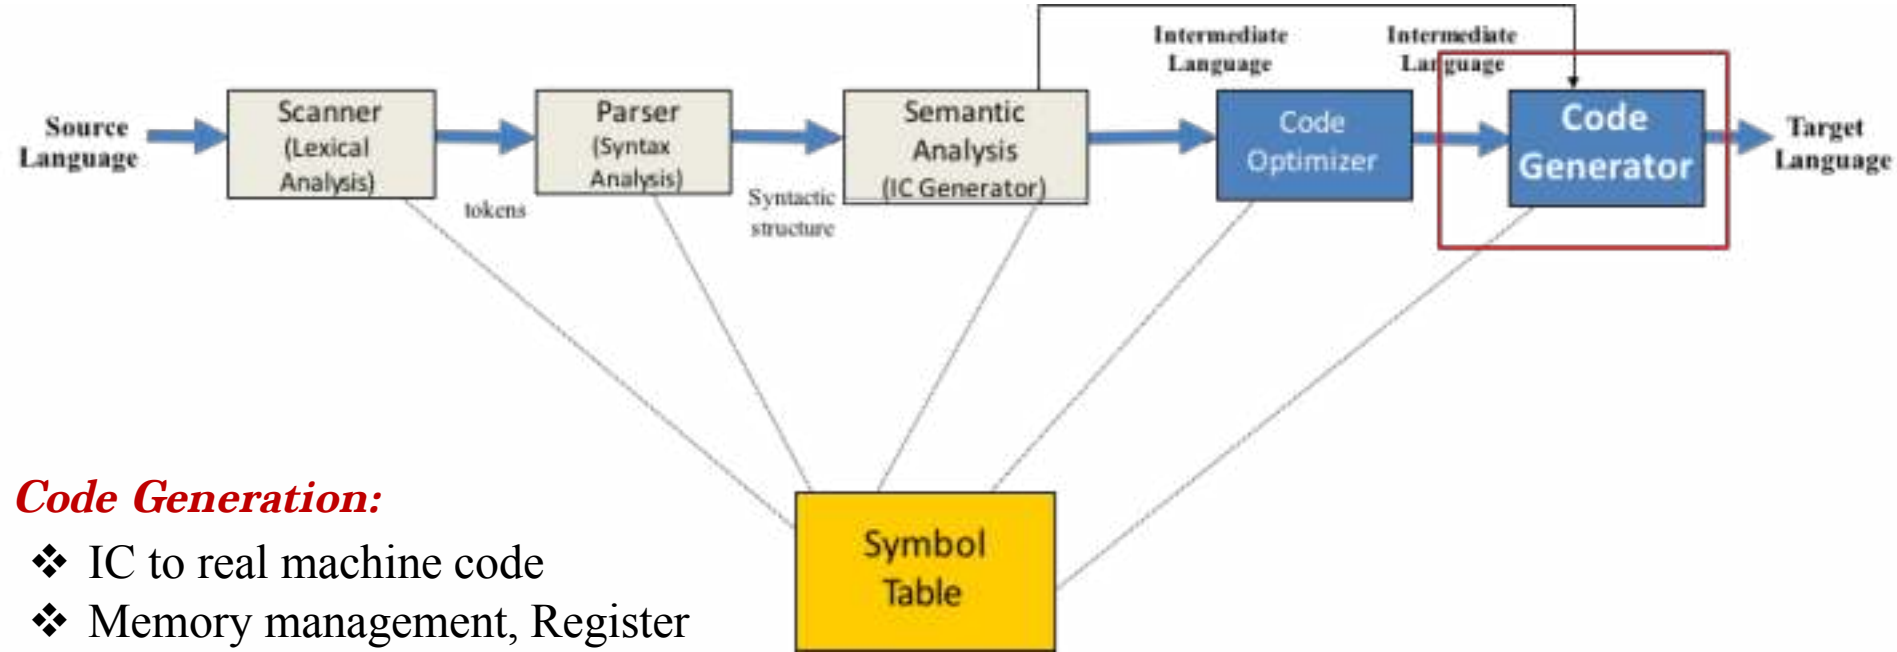 Source
Language
Scanner
(Lexical
Analysis)
tokens
Parser
(Syntax
Analysis)
Syntactic
structure
Semantic
Analysis
(IC Generator)
Intermediate
Language
Code
Optimizer
Intermediate
Language
Code
Generator
Target
Language
Symbol
Table
Code Generation:
❖ IC to real machine code
❖ Memory management, Register